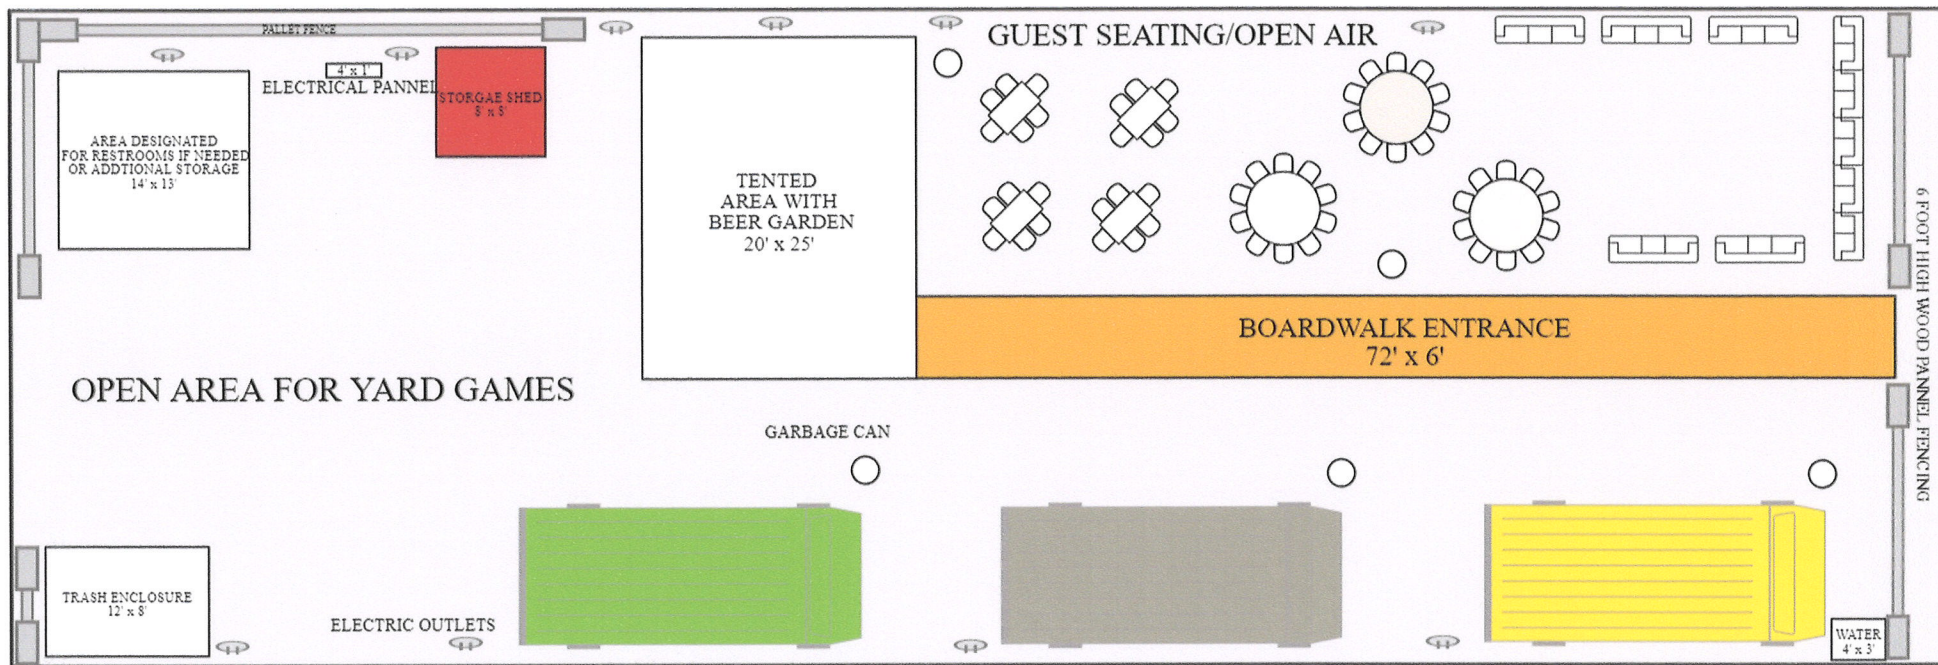 PALLET FENCE
GUEST SEATING/OPEN AIR
4' x 1'
ELECTRICAL PANNEL
STORGAE SHED
8' x 8'
AREA DESIGNATED
FOR RESTROOMS IF NEEDED
OR ADDTIONAL STORAGE
14' x 13'
TENTED
AREA WITH
BEER GARDEN
20' x 25'
6 FOOT HIGH WOOD PANNEL FENCING
BOARDWALK ENTRANCE
72' x 6'
OPEN AREA FOR YARD GAMES
GARBAGE CAN
TRASH ENCLOSURE
12' x 8'
ELECTRIC OUTLETS
WATER
4' x 3'